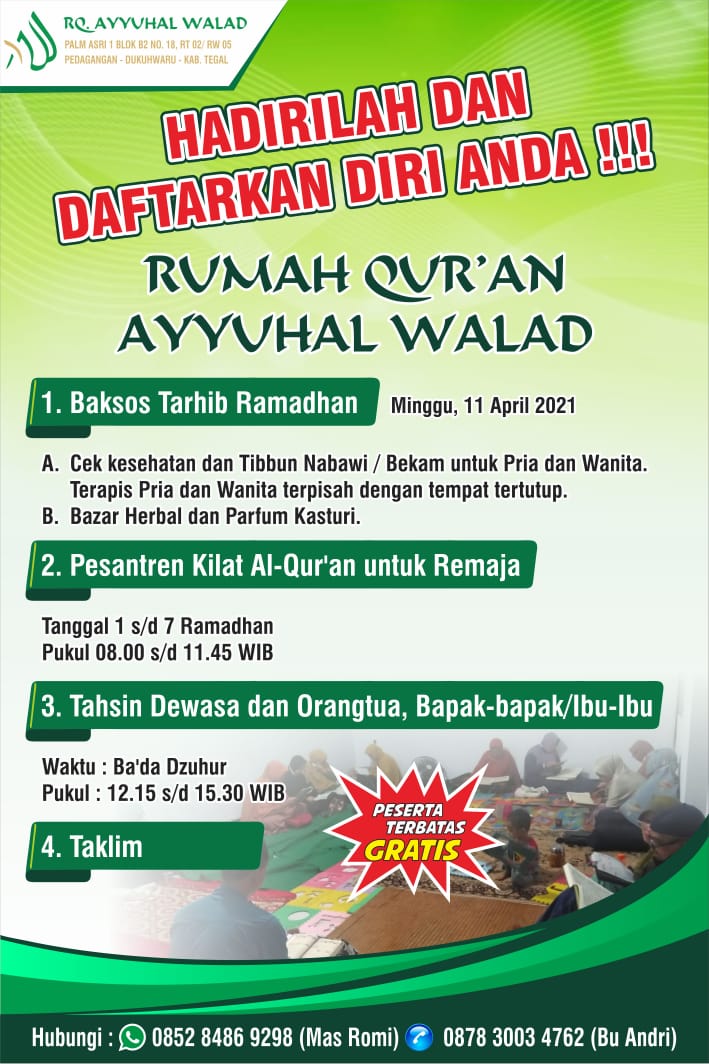 RQ. AYYUHAL WALAD
PALM ASRI 1 BLOK B2 NO. 18, RT 02/ RW 05
PEDAGANGAN - DUKUHWARU - KAB. TEGAL
HADIRILAH DAN
DAFTARKAN DIRI ANDA !!!
RUMAH QUR'AN
AYYUHAL WALAD
1. Baksos Tarhib Ramadhan Minggu, 11 April 2021
A. Cek kesehatan dan Tibbun Nabawi / Bekam untuk Pria dan Wanita.
Terapis Pria dan Wanita terpisah dengan tempat tertutup.
B. Bazar Herbal dan Parfum Kasturi.
2. Pesantren Kilat Al-Qur'an untuk Remaja
Tanggal 1 s/d 7 Ramadhan
Pukul 08.00 s/d 11.45 WIB
3. Tahsin Dewasa dan Orangtua, Bapak-bapak/Ibu-Ibu
Waktu : Ba'da Dzuhur
Pukul : 12.15 s/d 15.30 WIB
PESERTA
TERBATAS
GRATIS
4. Taklim
Hubungi : 0852 8486 9298 (Mas Romi) 0878 3003 4762 (Bu Andri)